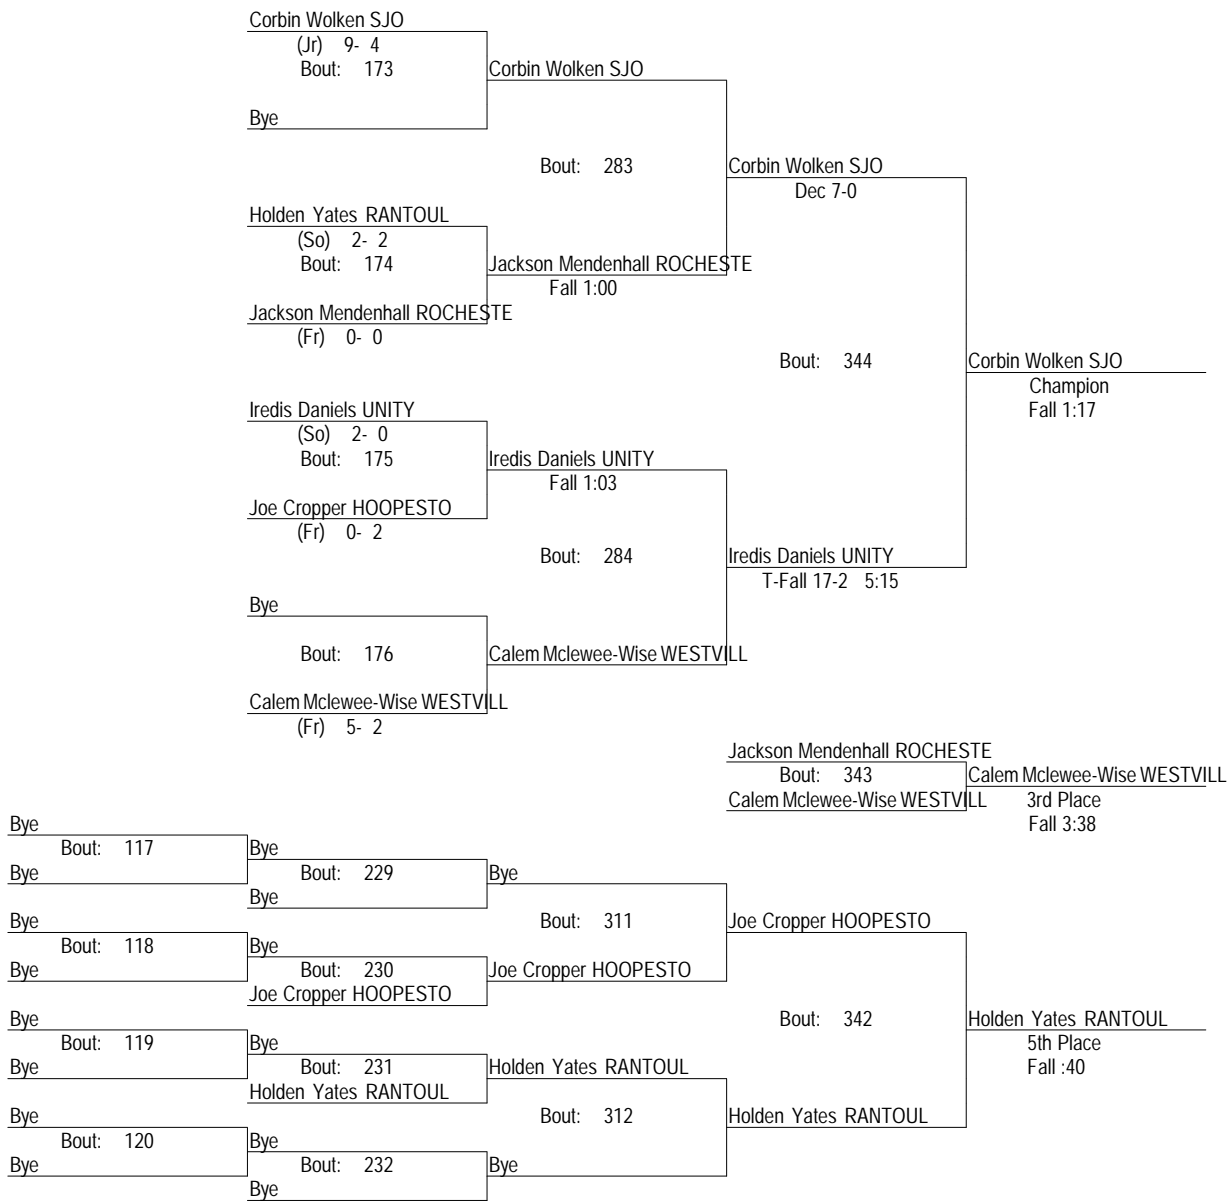 Corbin Wolken SJO
(Jr) 9- 4
Bout: 173 Corbin Wolken SJO
Bye
Bout: 283 Corbin Wolken SJO
Dec 7-0
Holden Yates RANTOUL
(So) 2- 2
Bout: 174 Jackson Mendenhall ROCHESTE
Fall 1:00
Jackson Mendenhall ROCHESTE
(Fr) 0- 0
Bout: 344 Corbin Wolken SJO
Champion
Iredis Daniels UNITY Fall 1:17
(So) 2- 0
Bout: 175 Iredis Daniels UNITY
Fall 1:03
Joe Cropper HOOPESTO
(Fr) 0- 2
Bout: 284 Iredis Daniels UNITY
T-Fall 17-2 5:15
Bye
Bout: 176 Calem Mclewee-Wise WESTVILL
Calem Mclewee-Wise WESTVILL
(Fr) 5- 2
Jackson Mendenhall ROCHESTE
Bout: 343 Calem Mclewee-Wise WESTVILL
Calem Mclewee-Wise WESTVILL 3rd Place
Bye Fall 3:38
Bout: 117 Bye
Bye Bout: 229 Bye
Bye
Bye Bout: 311 Joe Cropper HOOPESTO
Bout: 118 Bye
Bye Bout: 230 Joe Cropper HOOPESTO
Joe Cropper HOOPESTO
Bye Bout: 342 Holden Yates RANTOUL
Bout: 119 Bye 5th Place
Bye Bout: 231 Holden Yates RANTOUL Fall :40
Holden Yates RANTOUL
Bye Bout: 312 Holden Yates RANTOUL
Bout: 120 Bye
Bye Bout: 232 Bye
Bye